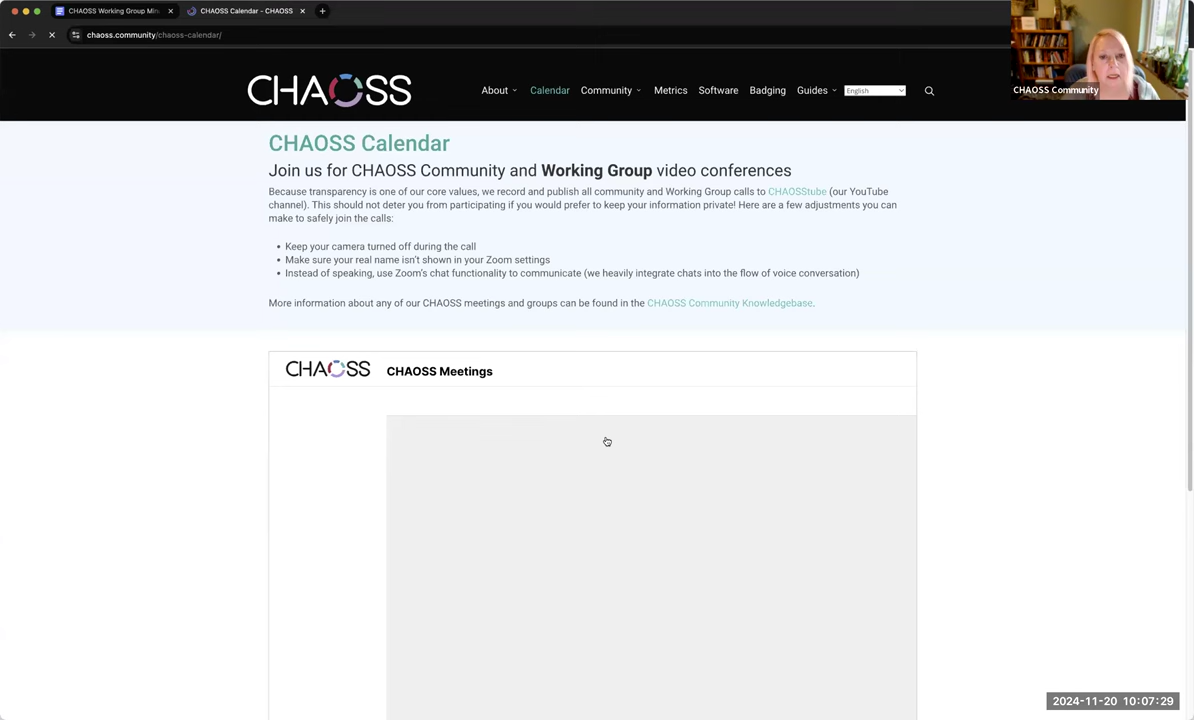 CHAOSS Working Group Min
CHAOSS Calendar - CHAOSS
chaoss.community/chaoss-calendar/
CHAOSS Community
CHAOSS
About
Calendar
Community
Metrics
Software
Badging
Guides
English
CHAOSS Calendar
Join us for CHAOSS Community and Working Group video conferences
Because transparency is one of our core values, we record and publish all community and Working Group calls to CHAOSStube (our YouTube
channel). This should not deter you from participating if you would prefer to keep your information private! Here are a few adjustments you can
make to safely join the calls:
• Keep your camera turned off during the call
• Make sure your real name isn't shown in your Zoom settings
• Instead of speaking, use Zoom's chat functionality to communicate (we heavily integrate chats into the flow of voice conversation)
More information about any of our CHAOSS meetings and groups can be found in the CHAOSS Community Knowledgebase.
CHAOSS
CHAOSS Meetings
2024-11-20 10:07:29